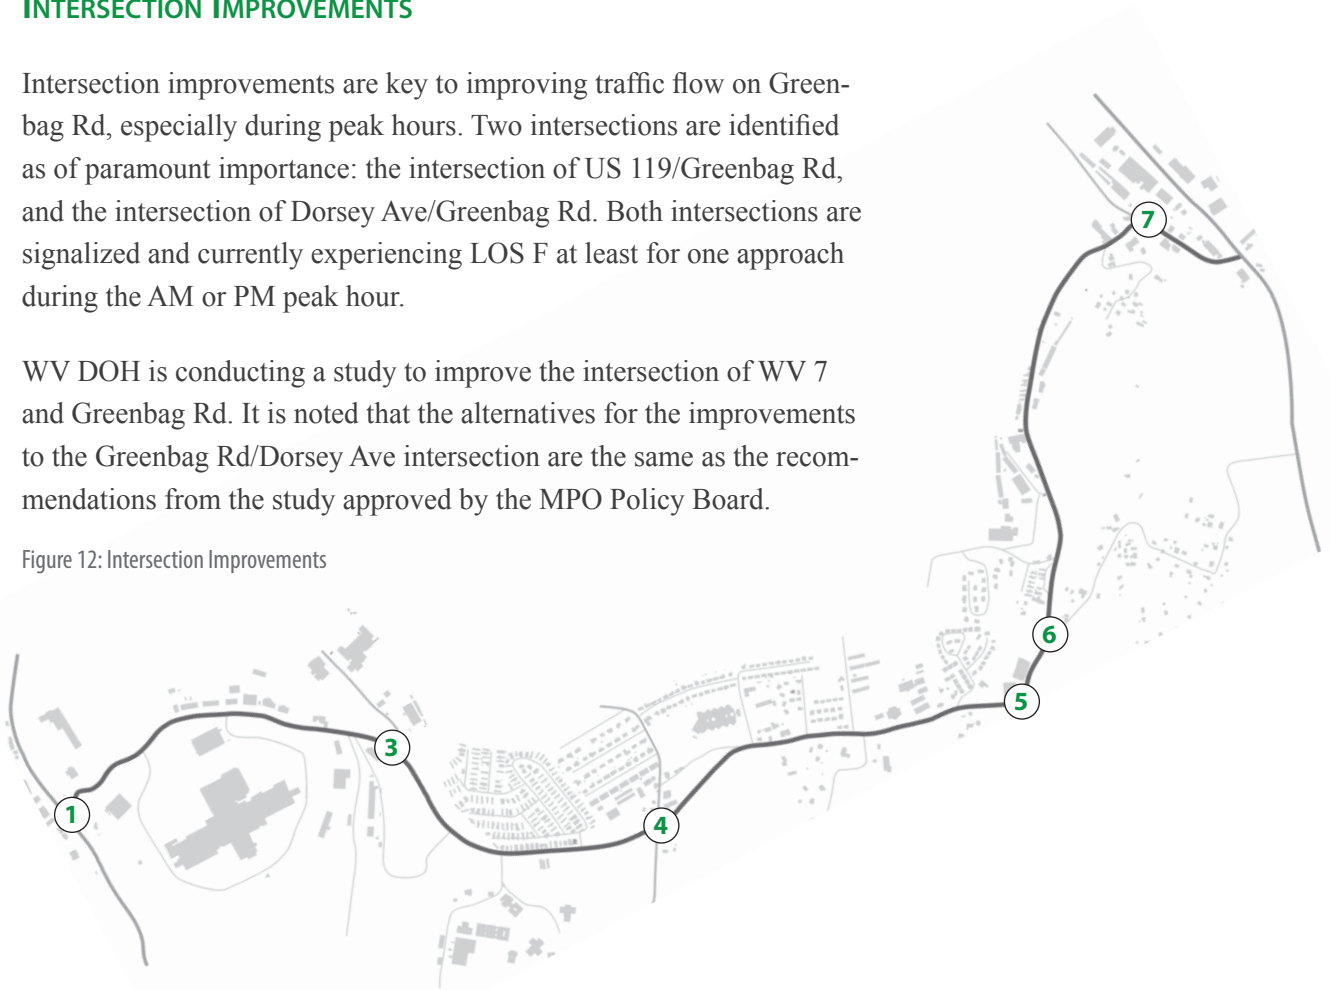 INTERSECTION IMPROVEMENTS
Intersection improvements are key to improving traffic flow on Green-
bag Rd, especially during peak hours. Two intersections are identified
as of paramount importance: the intersection of US 119/Greenbag Rd,
and the intersection of Dorsey Ave/Greenbag Rd. Both intersections are
signalized and currently experiencing LOS F at least for one approach
during the AM or PM peak hour.
WV DOH is conducting a study to improve the intersection of WV 7
and Greenbag Rd. It is noted that the alternatives for the improvements
to the Greenbag Rd/Dorsey Ave intersection are the same as the recom-
mendations from the study approved by the MPO Policy Board.
Figure 12: Intersection Improvements
7
6
5
3
1
4